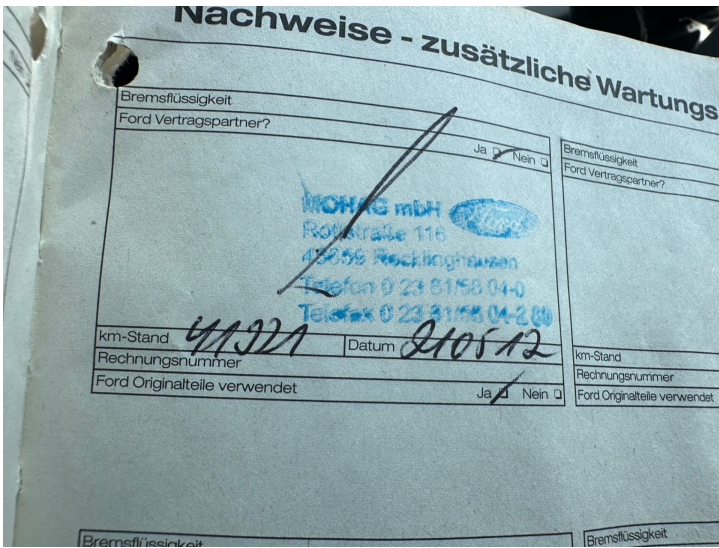 Nachweise - zusätzliche Wartungs
Bremsflüssigkeit
Ford Vertragspartner?
Ja Nein
MOHAG mbH Ford
116
Recklinghausen
Telefon 0 23 61/58 04-0
Telefax 0 23 61/58 04-2 89
km-Stand 41321 Datum 210512
Rechnungsnummer
Ford Originalteile verwendet Ja Nein
Bremsflüssigkeit
Ford Vertragspartner?
km-Stand
Rechnungsnummer
Ford Originalteile verwendet
Bremsflüssigkeit
Bremsflüssigkeit